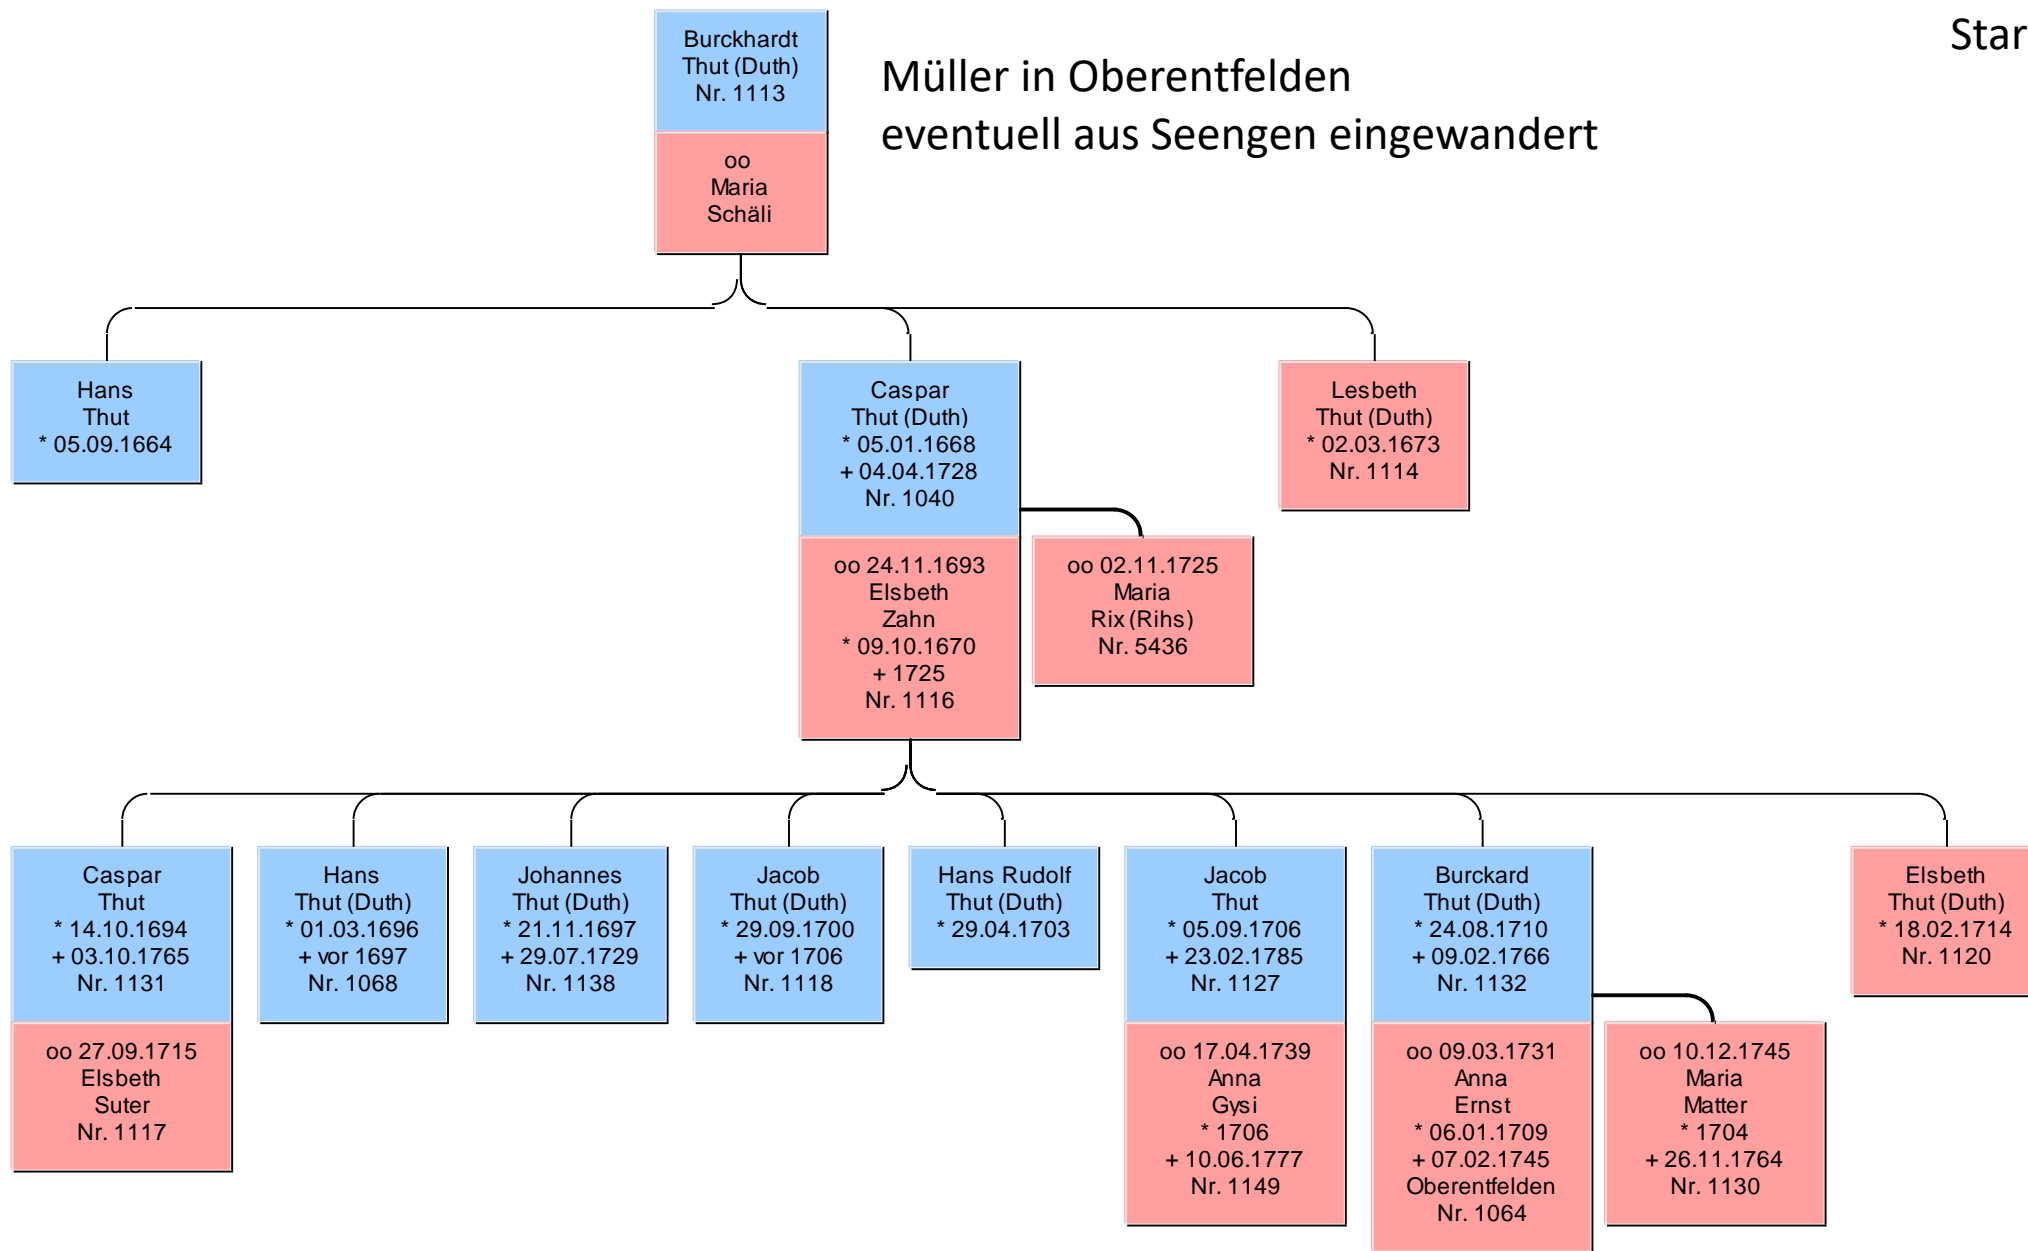 Burckhardt
Thut (Duth)
Nr. 1113
oo
Maria
Schäli
Müller in Oberentfelden
eventuell aus Seengen eingewandert
Star
Hans
Thut
* 05.09.1664
Caspar
Thut (Duth)
* 05.01.1668
+ 04.04.1728
Nr. 1040
oo 24.11.1693
Elsbeth
Zahn
* 09.10.1670
+ 1725
Nr. 1116
oo 02.11.1725
Maria
Rix (Rihs)
Nr. 5436
Lesbeth
Thut (Duth)
* 02.03.1673
Nr. 1114
Caspar
Thut
* 14.10.1694
+ 03.10.1765
Nr. 1131
oo 27.09.1715
Elsbeth
Suter
Nr. 1117
Hans
Thut (Duth)
* 01.03.1696
+ vor 1697
Nr. 1068
Johannes
Thut (Duth)
* 21.11.1697
+ 29.07.1729
Nr. 1138
Jacob
Thut (Duth)
* 29.09.1700
+ vor 1706
Nr. 1118
Hans Rudolf
Thut (Duth)
* 29.04.1703
Jacob
Thut
* 05.09.1706
+ 23.02.1785
Nr. 1127
oo 17.04.1739
Anna
Gysi
* 1706
+ 10.06.1777
Nr. 1149
Burckard
Thut (Duth)
* 24.08.1710
+ 09.02.1766
Nr. 1132
oo 09.03.1731
Anna
Ernst
* 06.01.1709
+ 07.02.1745
Oberentfelden
Nr. 1064
oo 10.12.1745
Maria
Matter
* 1704
+ 26.11.1764
Nr. 1130
Elsbeth
Thut (Duth)
* 18.02.1714
Nr. 1120